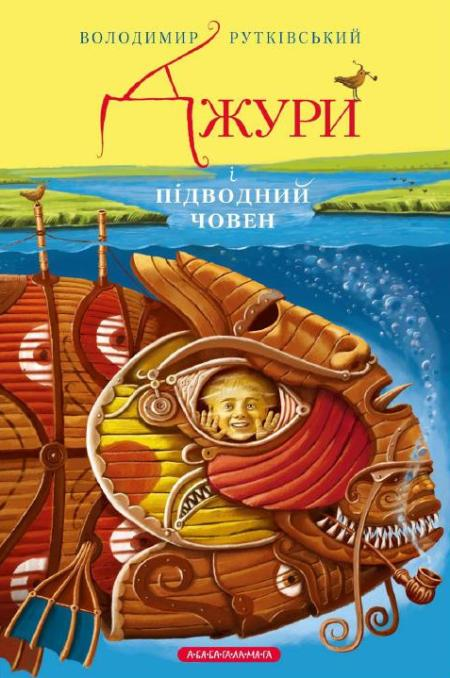 ВОЛОДИМИР РУТКІВСЬКИЙ
ДЖУРИ
і
ПІДВОДНИЙ
ЧОВЕН
А-БА-БА-ГА-ЛА-МА-ГА